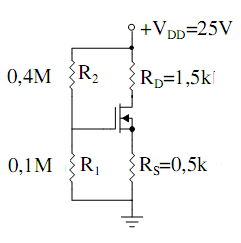 +VDD=25V
0,4M R2 RD=1,5k
0,1M R1 RS=0,5k